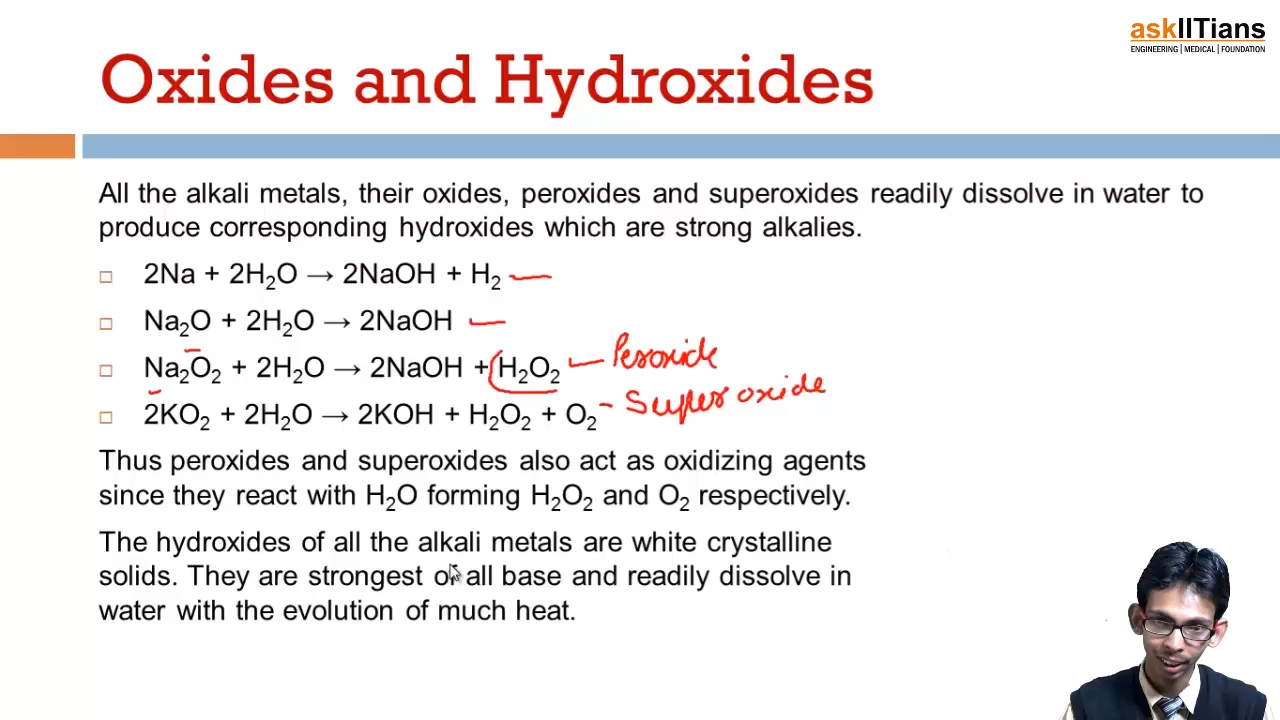 askIITians
ENGINEERING | MEDICAL | FOUNDATION
Oxides and Hydroxides
All the alkali metals, their oxides, peroxides and superoxides readily dissolve in water to
produce corresponding hydroxides which are strong alkalies.
2Na + 2H₂O → 2NaOH + H₂
Na₂O + 2H₂O → 2NaOH
Na₂O₂ + 2H₂O → 2NaOH + H₂O₂ Peroxide
2KO₂ + 2H₂O → 2KOH + H₂O₂ + O₂ Superoxide
Thus peroxides and superoxides also act as oxidizing agents
since they react with H₂O forming H₂O₂ and O₂ respectively.
The hydroxides of all the alkali metals are white crystalline
solids. They are strongest of all base and readily dissolve in
water with the evolution of much heat.